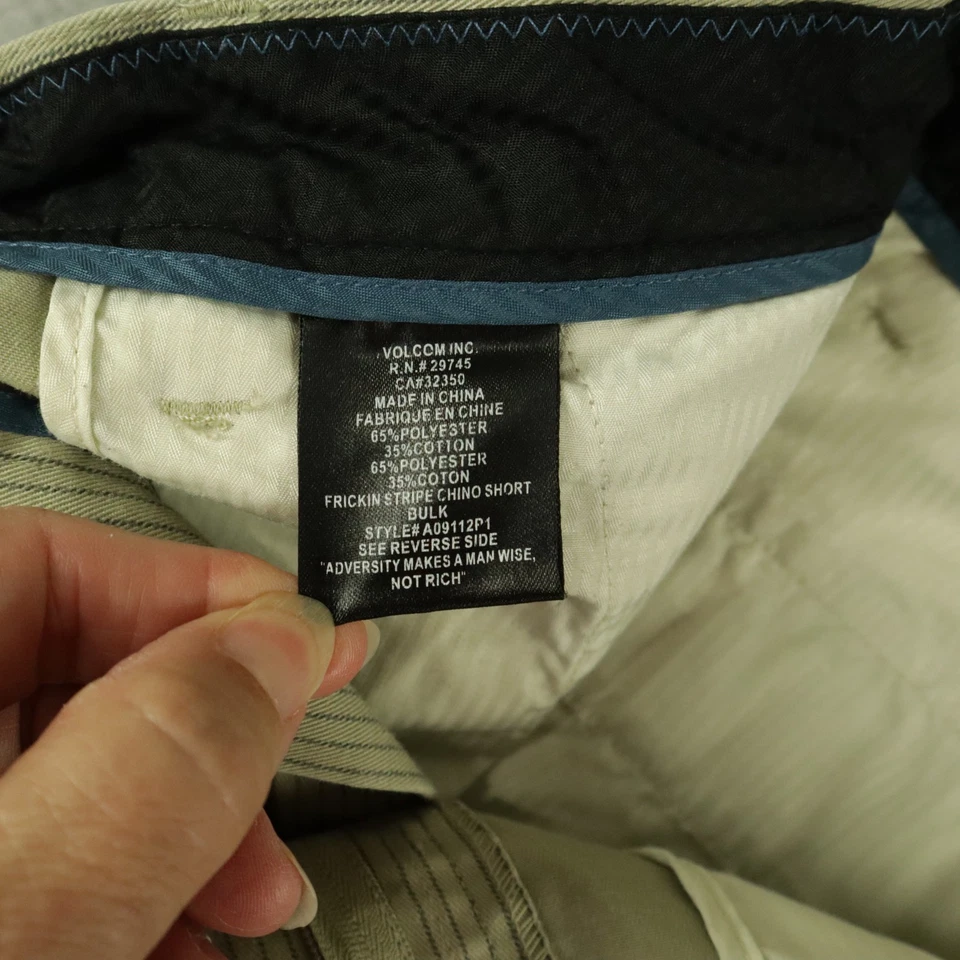 VOLCOM INC.
R.N.# 29745
CA#32350
MADE IN CHINA
FABRIQUE EN CHINE
65%POLYESTER
35%COTTON
65%POLYESTER
35%COTON
FRICKIN STRIPE CHINO SHORT
BULK
STYLE# A09112P1
SEE REVERSE SIDE
"ADVERSITY MAKES A MAN WISE,
NOT RICH"